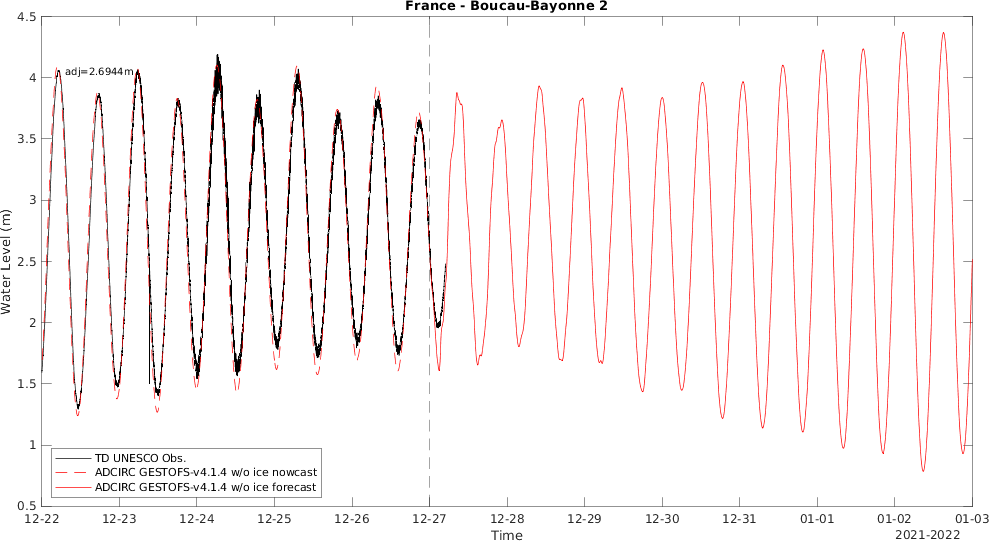 France - Boucau-Bayonne 2
4.5
4
3.5
3
2.5
2
1.5
1
0.5
Water Level (m)
adj=2.6944m
TD UNESCO Obs.
ADCIRC GESTOFS-v4.1.4 w/o ice nowcast
ADCIRC GESTOFS-v4.1.4 w/o ice forecast
12-22 12-23 12-24 12-25 12-26 12-27 12-28 12-29 12-30 12-31 01-01 01-02 01-03
Time
2021-2022